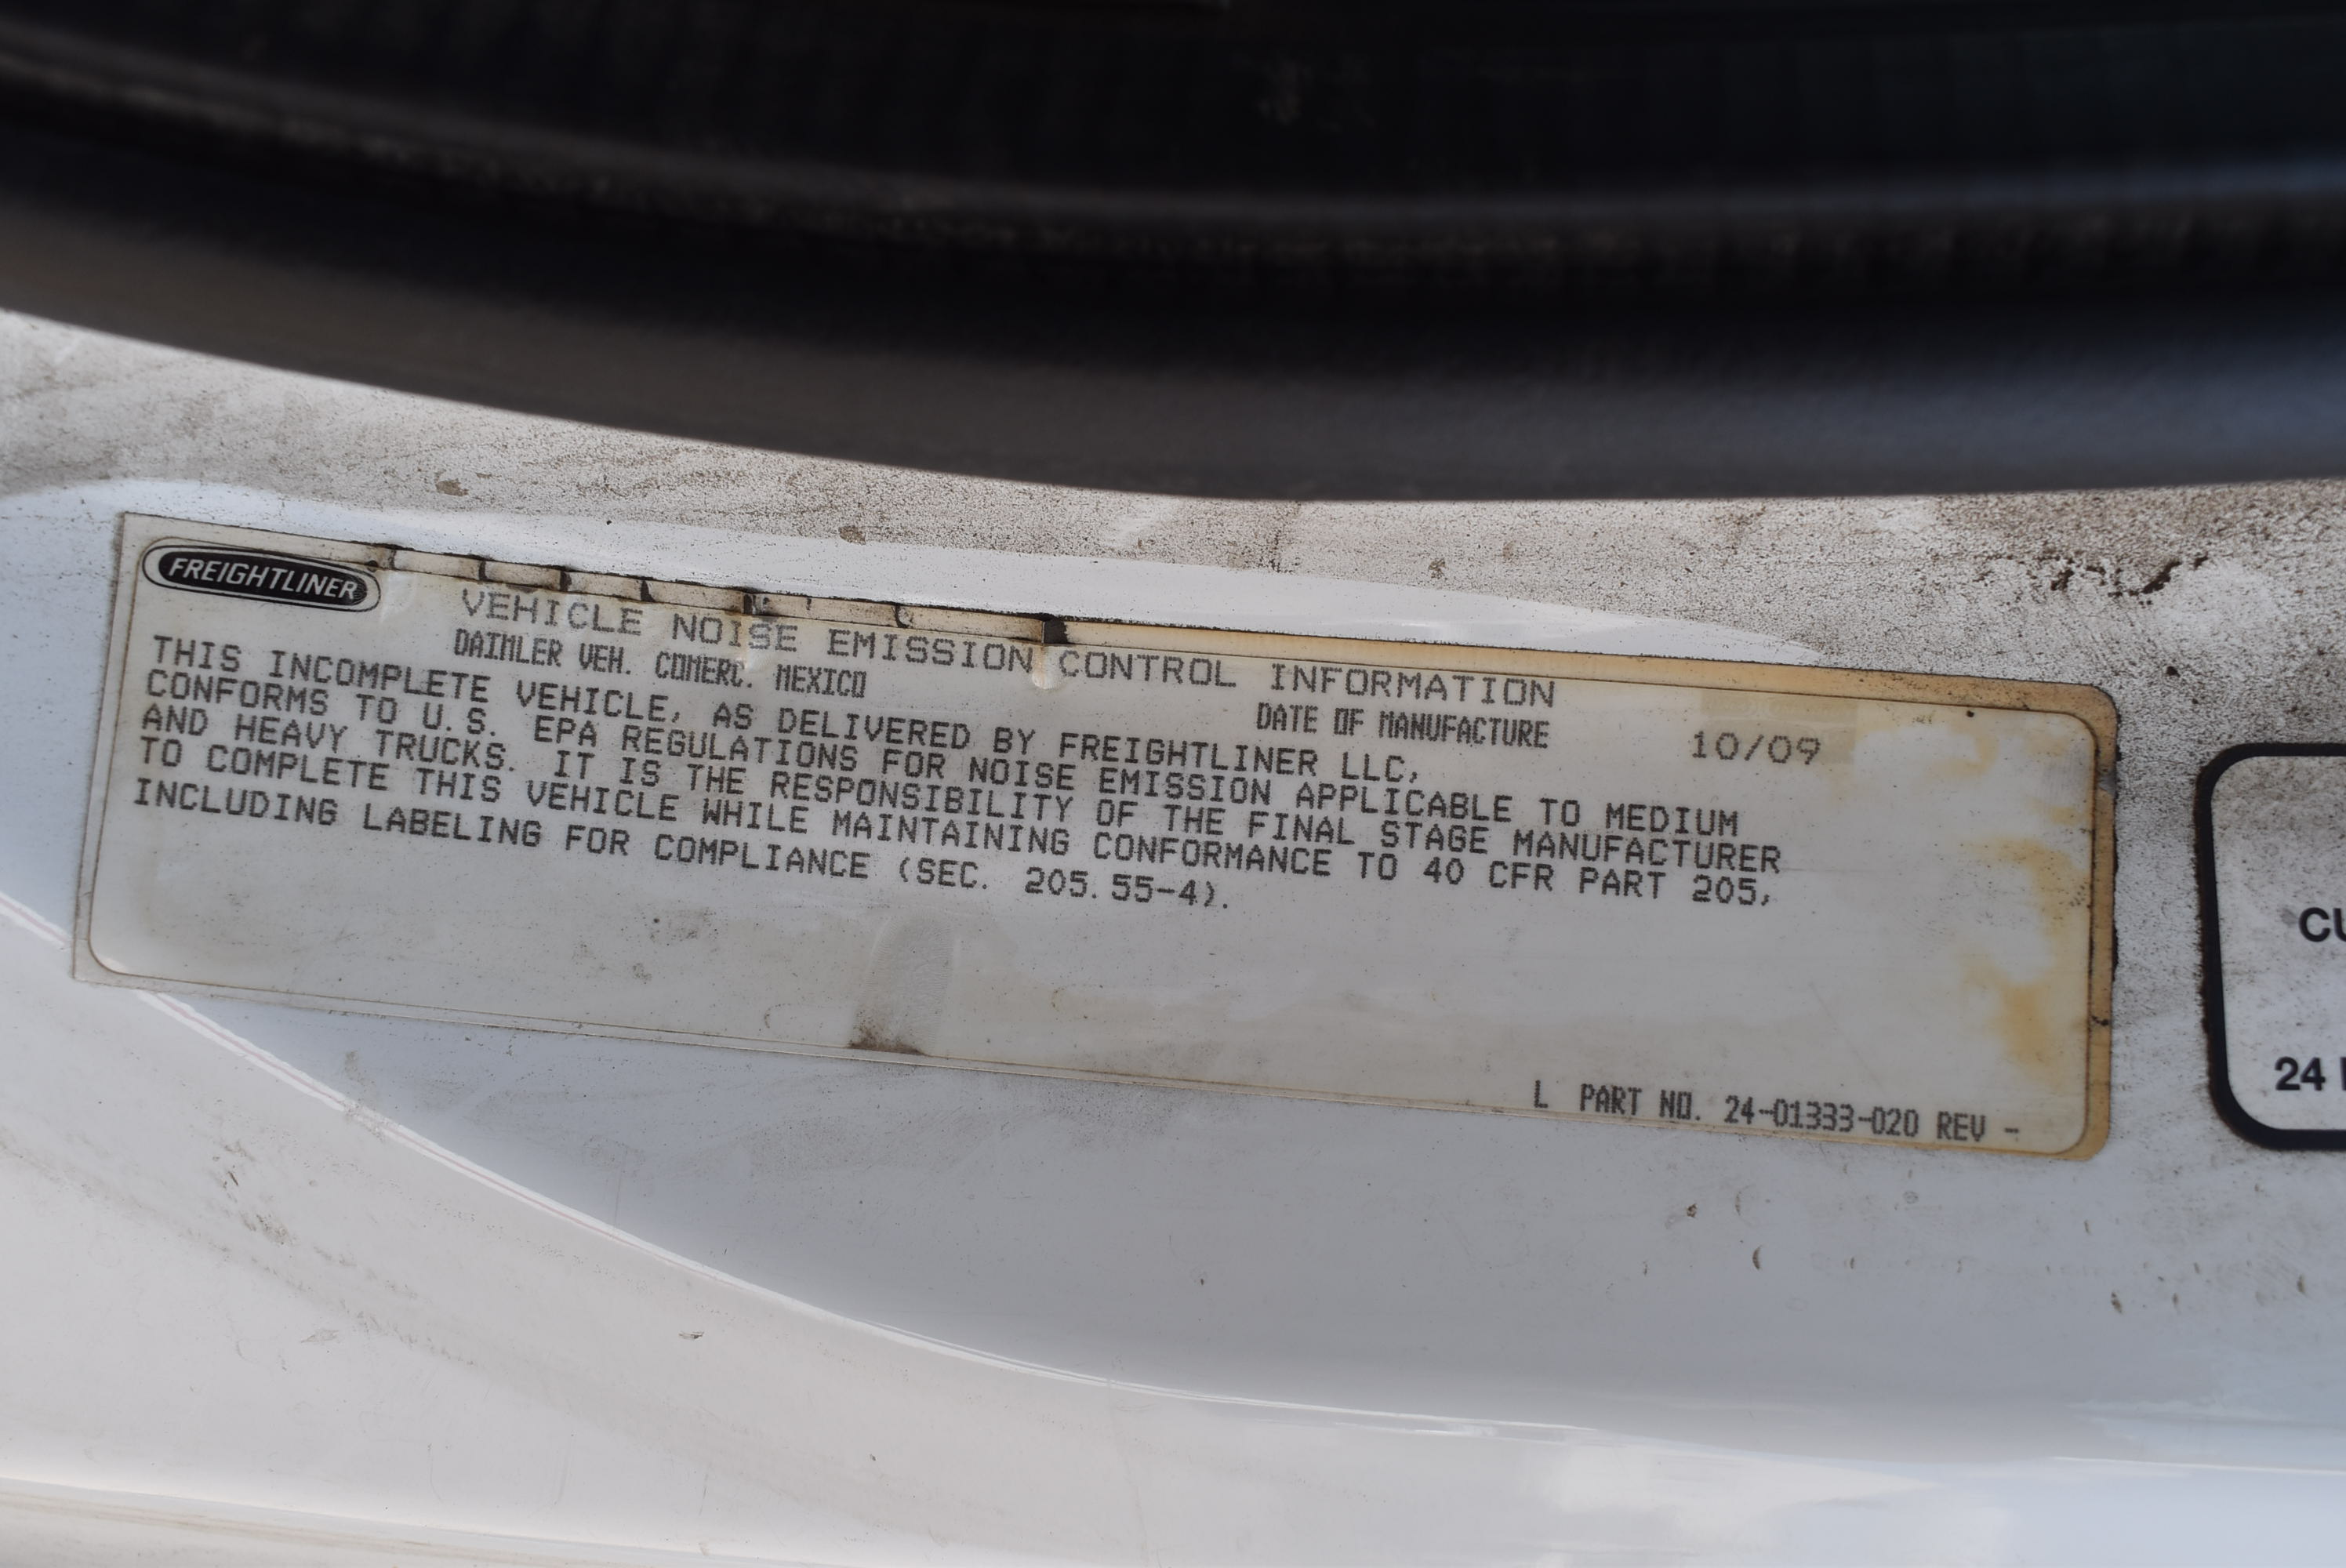 FREIGHTLINER
VEHICLE NOISE EMISSION CONTROL INFORMATION
DAIMLER VEH. COMERC. MEXICO DATE OF MANUFACTURE 10/09
THIS INCOMPLETE VEHICLE, AS DELIVERED BY FREIGHTLINER LLC,
CONFORMS TO U.S. EPA REGULATIONS FOR NOISE EMISSION APPLICABLE TO MEDIUM
AND HEAVY TRUCKS. IT IS THE RESPONSIBILITY OF THE FINAL STAGE MANUFACTURER
TO COMPLETE THIS VEHICLE WHILE MAINTAINING CONFORMANCE TO 40 CFR PART 205,
INCLUDING LABELING FOR COMPLIANCE (SEC. 205.55-4).
L PART NO. 24-01333-020 REV -
CU
24